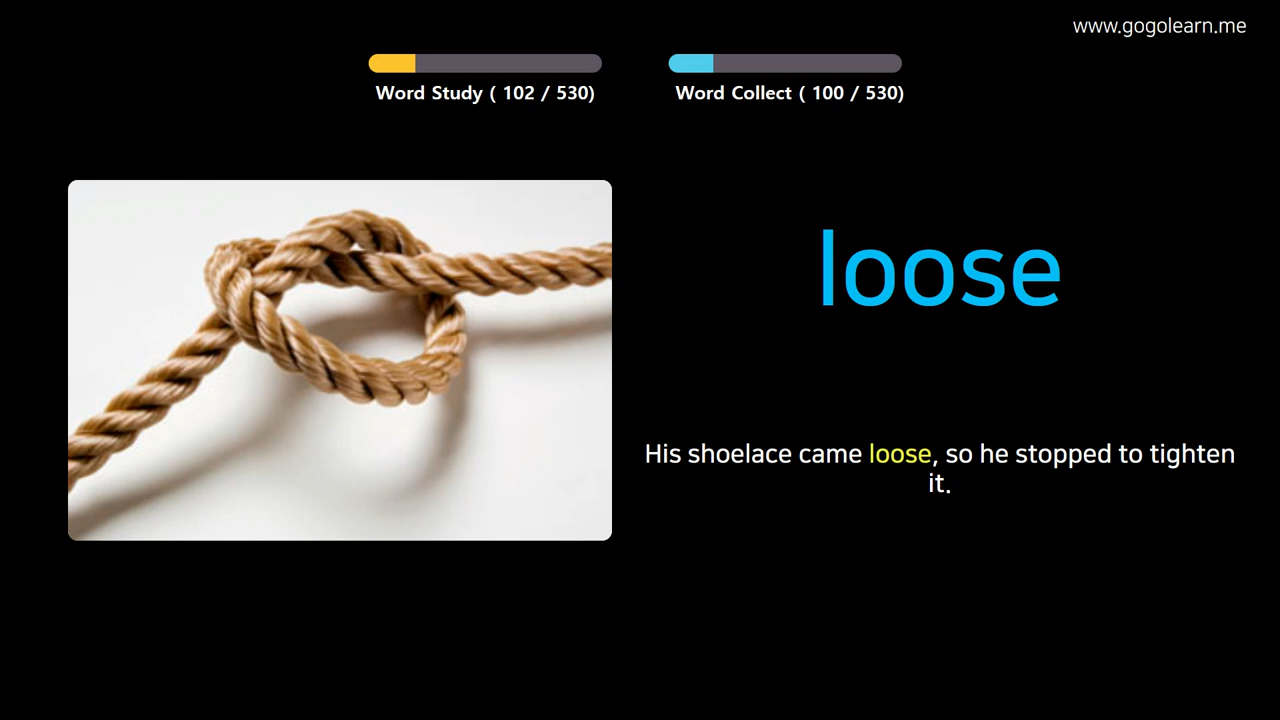 www.gogolearn.me
Word Study ( 102 / 530)
Word Collect ( 100 / 530)
loose
His shoelace came loose, so he stopped to tighten
it.